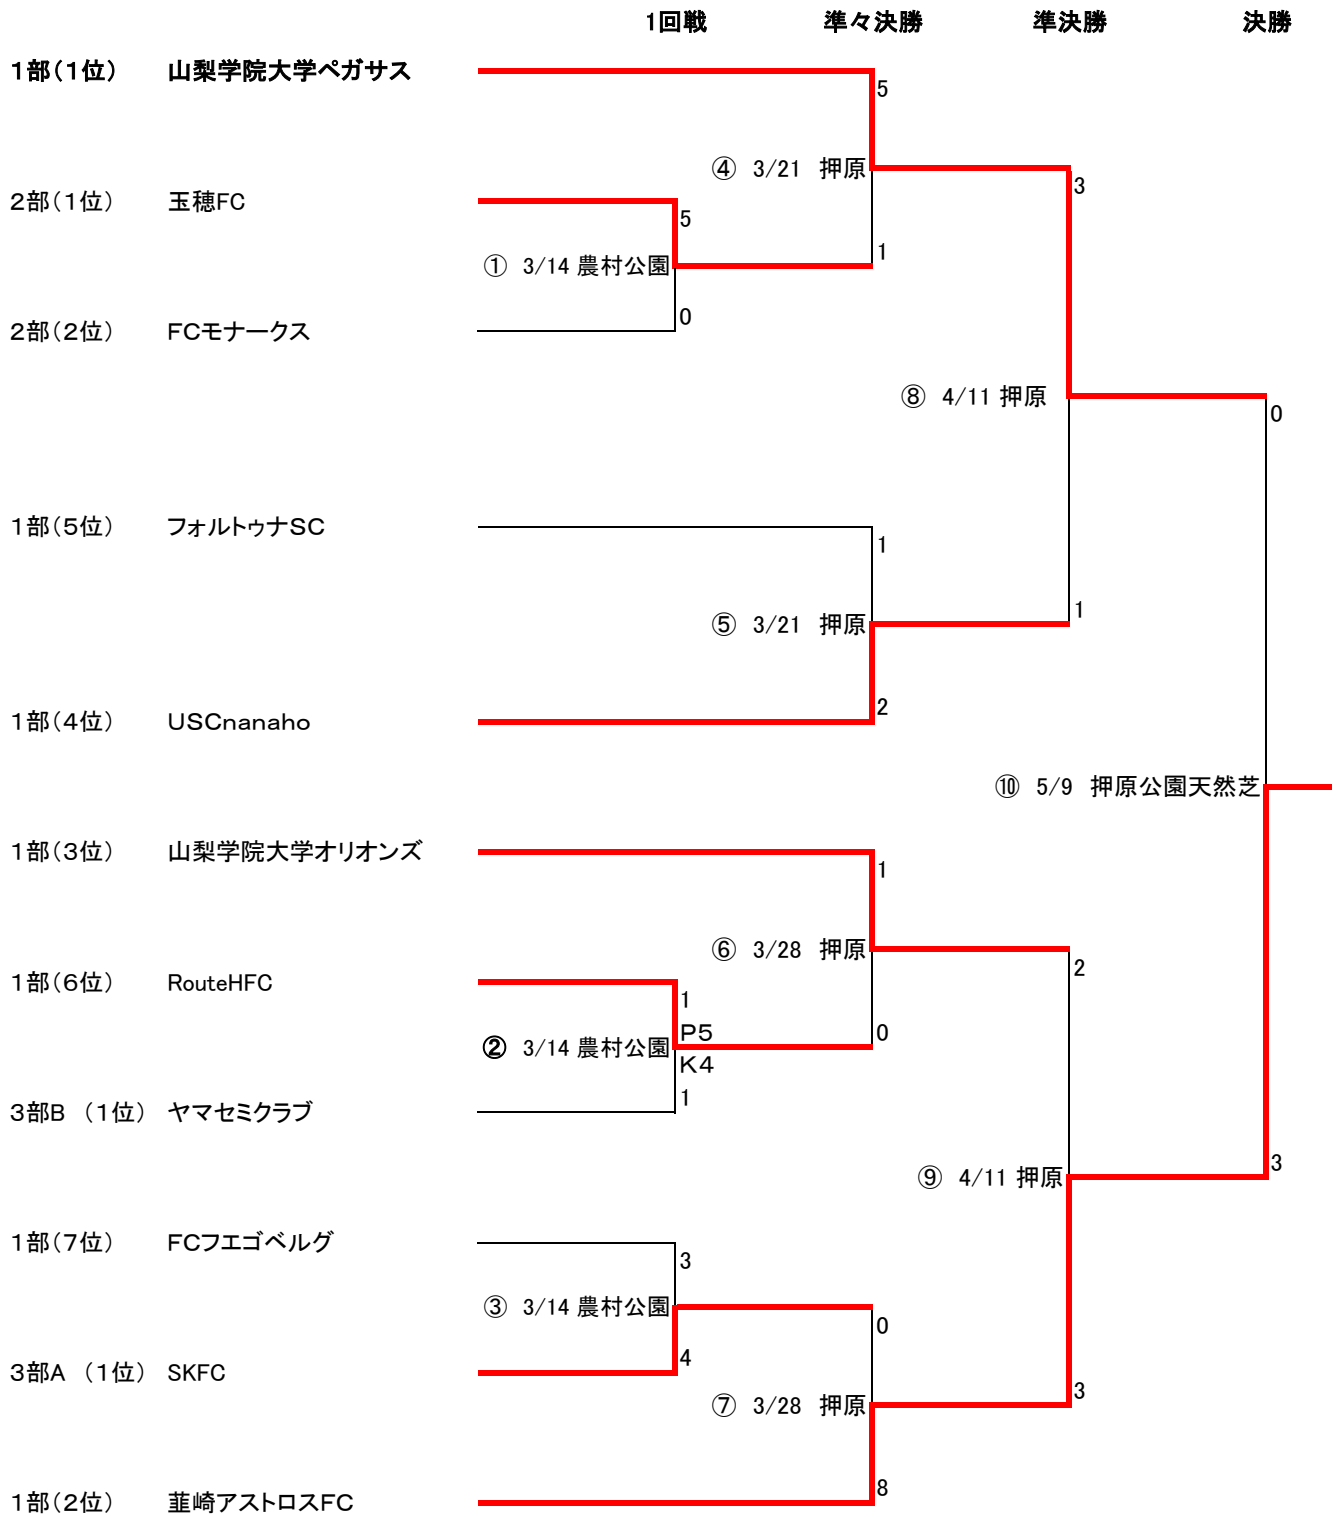 1回戦 準々決勝 準決勝 決勝
1部(1位) 山梨学院大学ペガサス
5
④ 3/21 押原
3
2部(1位) 玉穂FC
5
1
① 3/14 農村公園
0
2部(2位) FCモナークス
⑧ 4/11 押原
0
1部(5位) フォルトゥナSC
1
1
⑤ 3/21 押原
2
1部(4位) USCnanaho
⑩ 5/9 押原公園天然芝
1部(3位) 山梨学院大学オリオンズ
1
⑥ 3/28 押原
2
1部(6位) RouteHFC
1
P5
0
② 3/14 農村公園
K4
1
3部B (1位) ヤマセミクラブ
3
⑨ 4/11 押原
1部(7位) FCフエゴベルグ
3
③ 3/14 農村公園
0
4
3部A (1位) SKFC
3
⑦ 3/28 押原
8
1部(2位) 韮崎アストロスFC